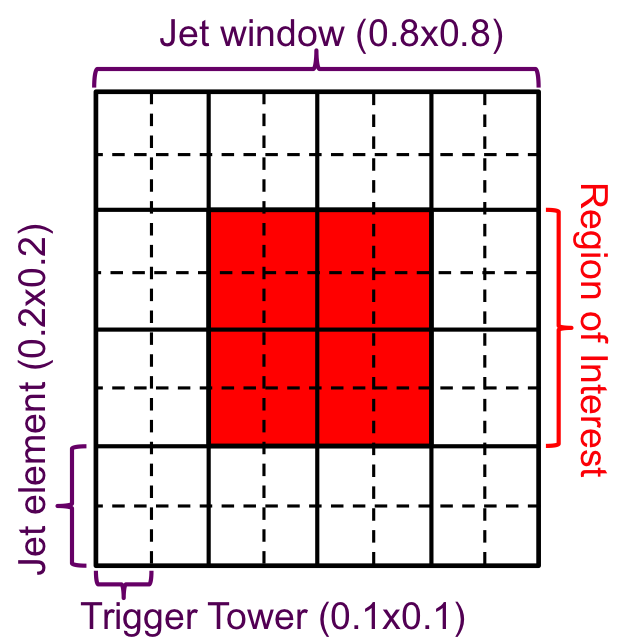 Jet window (0.8x0.8)
Jet element (0.2x0.2)
Region of Interest
Trigger Tower (0.1x0.1)